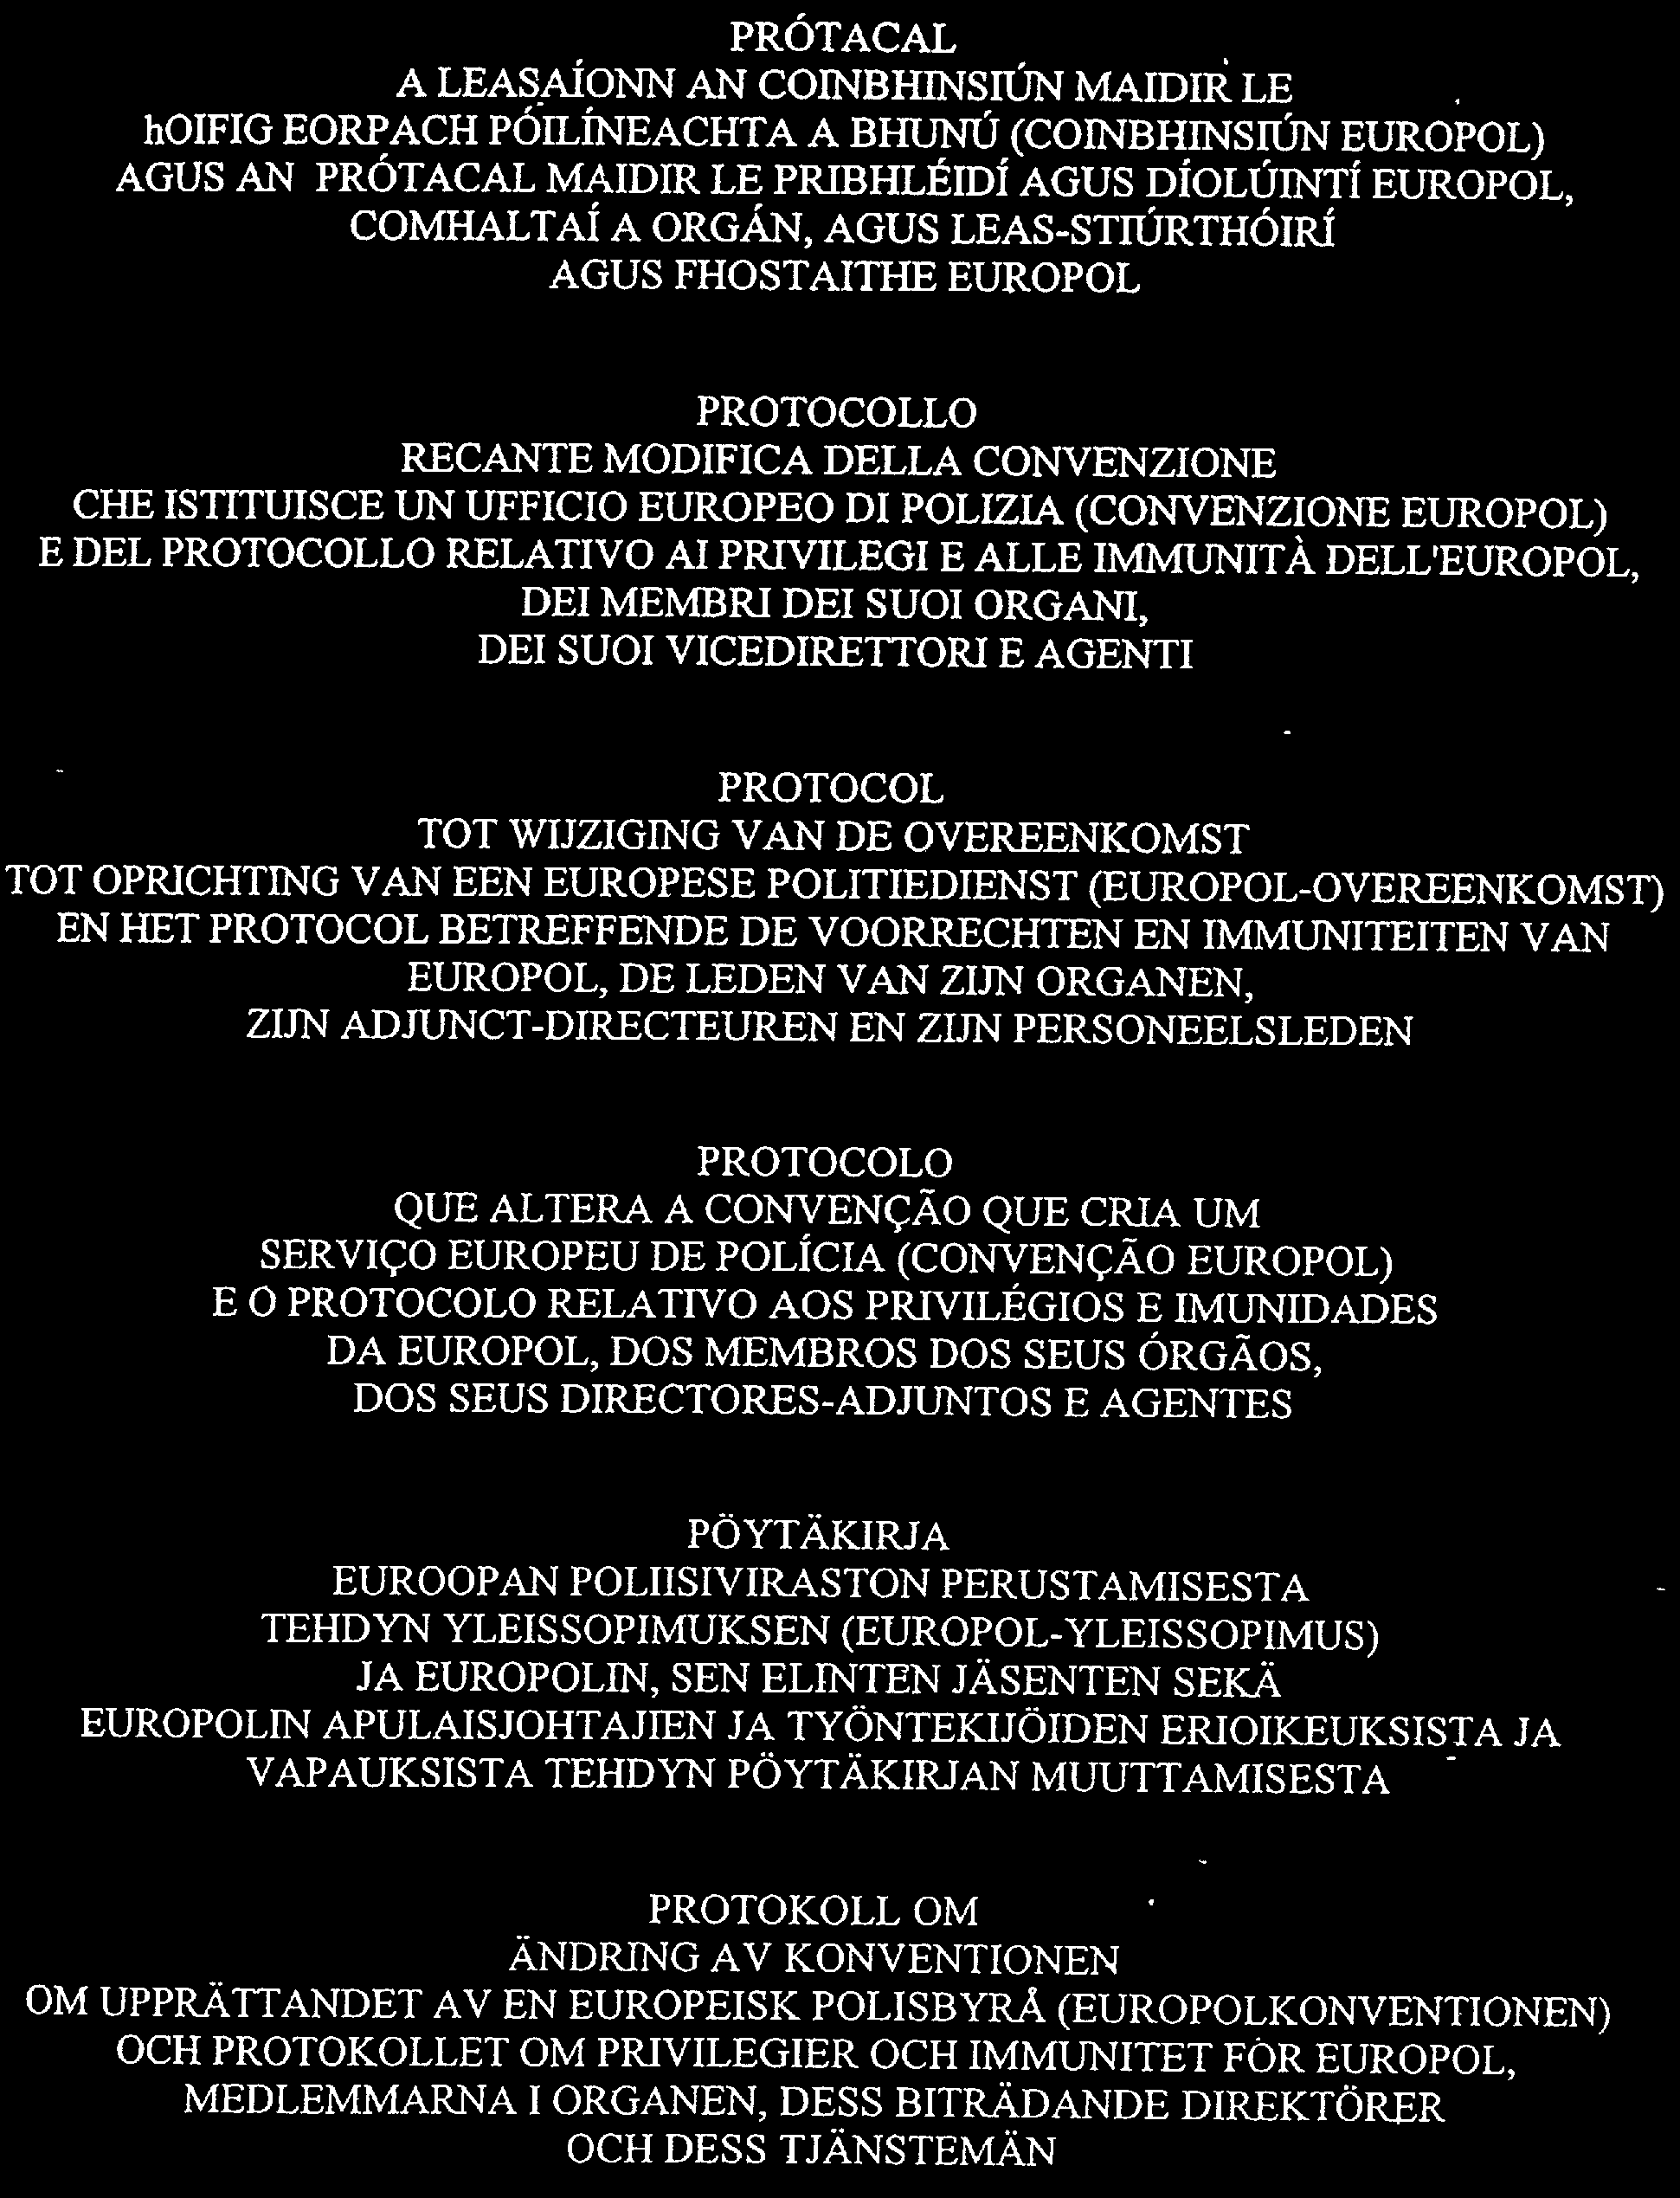 PRÓTACAL
A LEASAÍONN AN COINBHINSIÚN MAIDIR LE
hOIFIG EORPACH PÓILÍNEACHTA A BHUNÚ (COINBHINSIÚN EUROPOL)
AGUS AN PRÓTACAL MAIDIR LE PRIBHLÉIDÍ AGUS DÍOLÚINTÍ EUROPOL,
COMHALTAÍ A ORGÁN, AGUS LEAS-STIÚRTHÓIRÍ
AGUS FHOSTAITHE EUROPOL
PROTOCOLLO
RECANTE MODIFICA DELLA CONVENZIONE
CHE ISTITUISCE UN UFFICIO EUROPEO DI POLIZIA (CONVENZIONE EUROPOL)
E DEL PROTOCOLLO RELATIVO AI PRIVILEGI E ALLE IMMUNITÀ DELL'EUROPOL,
DEI MEMBRI DEI SUOI ORGANI,
DEI SUOI VICEDIRETTORI E AGENTI
PROTOCOL
TOT WIJZIGING VAN DE OVEREENKOMST
TOT OPRICHTING VAN EEN EUROPESE POLITIEDIENST (EUROPOL-OVEREENKOMST)
EN HET PROTOCOL BETREFFENDE DE VOORRECHTEN EN IMMUNITEITEN VAN
EUROPOL, DE LEDEN VAN ZIJN ORGANEN,
ZIJN ADJUNCT-DIRECTEUREN EN ZIJN PERSONEELSLEDEN
PROTOCOLO
QUE ALTERA A CONVENÇÃO QUE CRIA UM
SERVIÇO EUROPEU DE POLÍCIA (CONVENÇÃO EUROPOL)
E O PROTOCOLO RELATIVO AOS PRIVILÉGIOS E IMUNIDADES
DA EUROPOL, DOS MEMBROS DOS SEUS ÓRGÃOS,
DOS SEUS DIRECTORES-ADJUNTOS E AGENTES
PÖYTÄKIRJA
EUROOPAN POLIISIVIRASTON PERUSTAMISESTA
TEHDYN YLEISSOPIMUKSEN (EUROPOL-YLEISSOPIMUS)
JA EUROPOLIN, SEN ELINTEN JÄSENTEN SEKÄ
EUROPOLIN APULAISJOHTAJIEN JA TYÖNTEKIJÖIDEN ERIOIKEUKSISTA JA
VAPAUKSISTA TEHDYN PÖYTÄKIRJAN MUUTTAMISESTA
PROTOKOLL OM
ÄNDRING AV KONVENTIONEN
OM UPPRÄTTANDET AV EN EUROPEISK POLISBYRÅ (EUROPOLKONVENTIONEN)
OCH PROTOKOLLET OM PRIVILEGIER OCH IMMUNITET FÖR EUROPOL,
MEDLEMMARNA I ORGANEN, DESS BITRÄDANDE DIREKTÖRER
OCH DESS TJÄNSTEMÄN